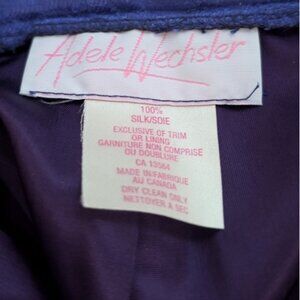 Adele Wechsler
100%
SILK/SOIE
EXCLUSIVE OF TRIM
OR LINING
GARNITURE NON COMPRISE
OU DOUBLURE
CA 13564
MADE IN/FABRIQUE
AU CANADA
DRY CLEAN ONLY
NETTOYER A SEC